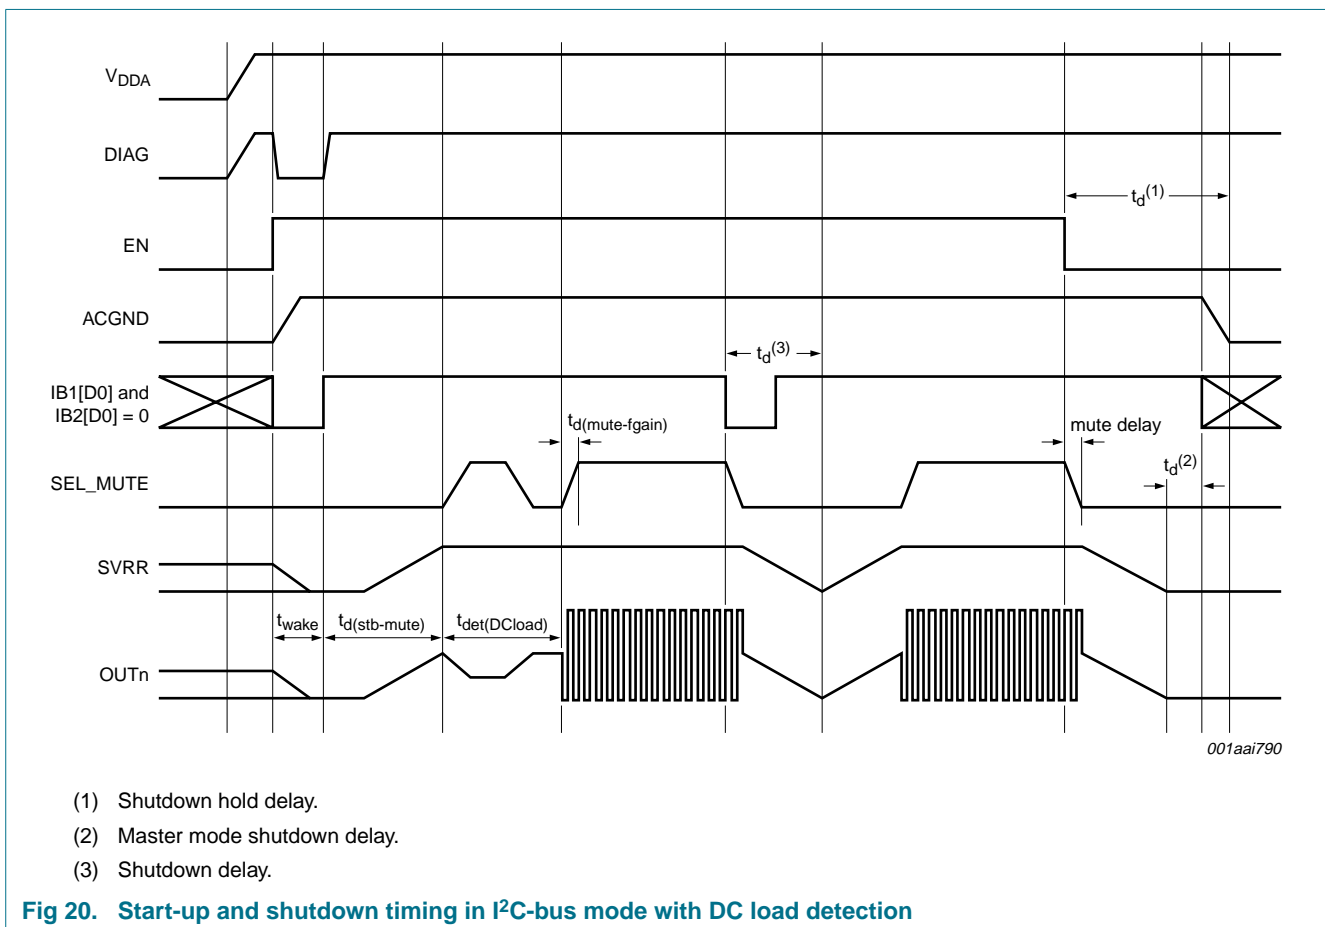 VDDA
DIAG
td(1)
EN
ACGND
td(3)
IB1[D0] and
IB2[D0] = 0
td(mute-fgain)
mute delay
td(2)
SEL_MUTE
SVRR
twake
td(stb-mute)
tdet(DCload)
OUTn
001aai790
(1) Shutdown hold delay.
(2) Master mode shutdown delay.
(3) Shutdown delay.
Fig 20. Start-up and shutdown timing in I2C-bus mode with DC load detection